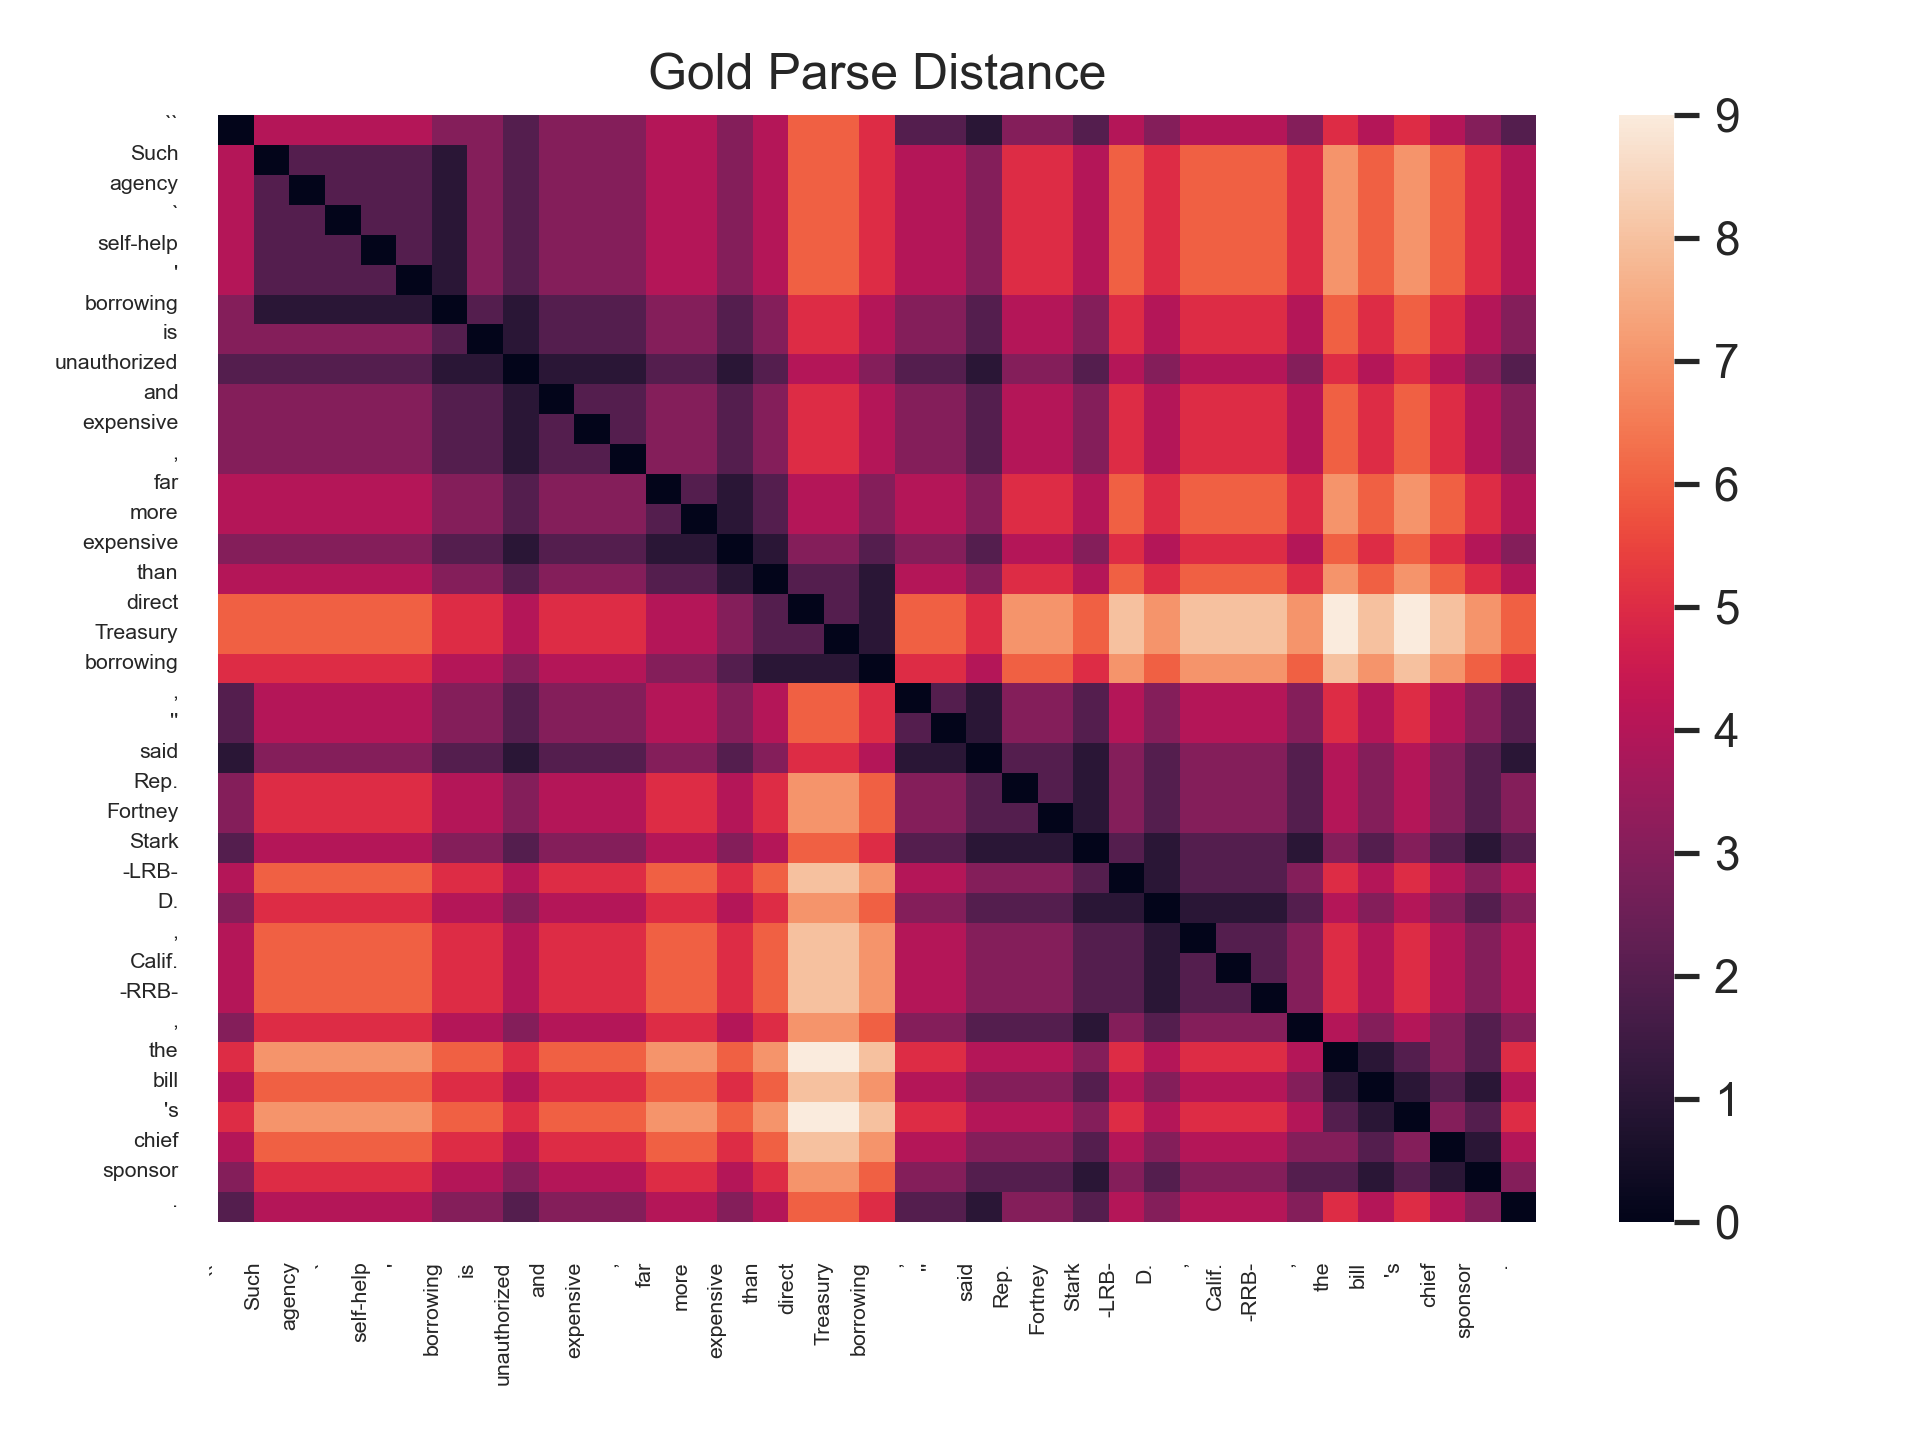 Gold Parse Distance
``
Such
agency
`
self-help
'
borrowing
is
unauthorized
and
expensive
,
far
more
expensive
than
direct
Treasury
borrowing
,
''
said
Rep.
Fortney
Stark
-LRB-
D.
,
Calif.
-RRB-
,
the
bill
's
chief
sponsor
.
9
8
7
6
5
4
3
2
1
0
``
Such
agency
`
self-help
'
borrowing
is
unauthorized
and
expensive
,
far
more
expensive
than
direct
Treasury
borrowing
,
''
said
Rep.
Fortney
Stark
-LRB-
D.
,
Calif.
-RRB-
,
the
bill
's
chief
sponsor
.